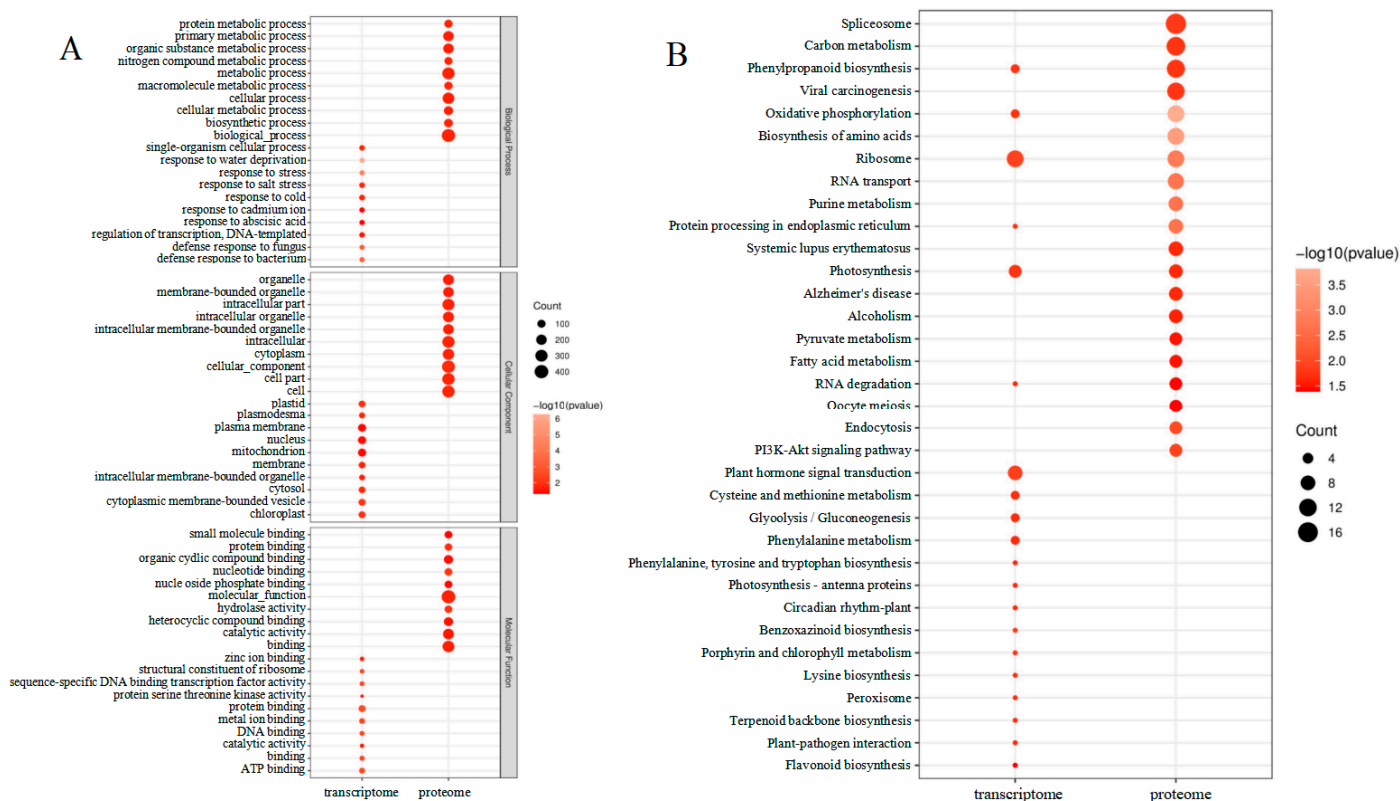 A
protein metabolic process
primary metabolic process
organic substance metabolic process
nitrogen compound metabolic process
metabolic process
macromolecule metabolic process
cellular process
cellular metabolic process
biosynthetic process
biological_process
single-organism cellular process
response to water deprivation
response to stress
response to salt stress
response to cold
response to cadmium ion
response to abscisic acid
regulation of transcription, DNA-templated
defense response to fungus
defense response to bacterium
Biological Process
organelle
membrane-bounded organelle
intracellular part
intracellular organelle
intracellular membrane-bounded organelle
intracellular
cytoplasm
cellular_component
cell part
cell
plastid
plasmodesma
plasma membrane
nucleus
mitochondrion
membrane
intracellular membrane-bounded organelle
cytosol
cytoplasmic membrane-bounded vesicle
chloroplast
Cellular Component
small molecule binding
protein binding
organic cydlic compound binding
nucleotide binding
nucle oside phosphate binding
molecular_function
hydrolase activity
heterocyclic compound binding
catalytic activity
binding
zinc ion binding
structural constituent of ribosome
sequence-specific DNA binding transcription factor activity
protein serine threonine kinase activity
protein binding
metal ion binding
DNA binding
catalytic activity
binding
ATP binding
Molecular Function
transcriptome
proteome
Count
100
200
300
400
−log10(pvalue)
6
5
4
3
2
B
Spliceosome
Carbon metabolism
Phenylpropanoid biosynthesis
Viral carcinogenesis
Oxidative phosphorylation
Biosynthesis of amino acids
Ribosome
RNA transport
Purine metabolism
Protein processing in endoplasmic reticulum
Systemic lupus erythematosus
Photosynthesis
Alzheimer's disease
Alcoholism
Pyruvate metabolism
Fatty acid metabolism
RNA degradation
Oocyte meiosis
Endocytosis
PI3K-Akt signaling pathway
Plant hormone signal transduction
Cysteine and methionine metabolism
Glyoolysis / Gluconeogenesis
Phenylalanine metabolism
Phenylalanine, tyrosine and tryptophan biosynthesis
Photosynthesis - antenna proteins
Circadian rhythm-plant
Benzoxazinoid biosynthesis
Porphyrin and chlorophyll metabolism
Lysine biosynthesis
Peroxisome
Terpenoid backbone biosynthesis
Plant-pathogen interaction
Flavonoid biosynthesis
transcriptome
proteome
−log10(pvalue)
3.5
3.0
2.5
2.0
1.5
Count
4
8
12
16